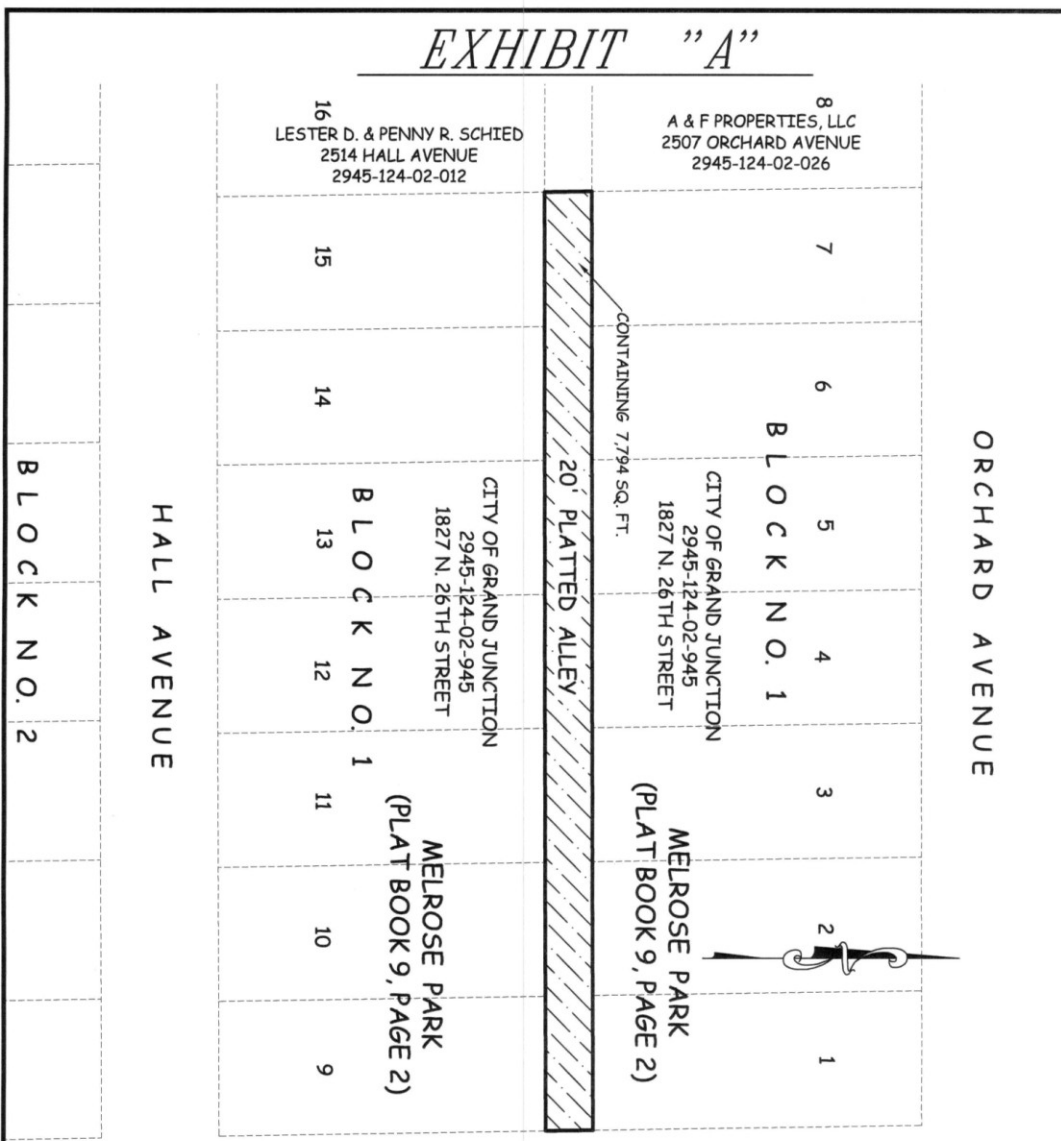 EXHIBIT "A"
16
LESTER D. & PENNY R. SCHIED
2514 HALL AVENUE
2945-124-02-012
8
A & F PROPERTIES, LLC
2507 ORCHARD AVENUE
2945-124-02-026
ORCHARD AVENUE
7
6
5
4
3
2
1
BLOCK NO. 1
CITY OF GRAND JUNCTION
2945-124-02-945
1827 N. 26TH STREET
MELROSE PARK
(PLAT BOOK 9, PAGE 2)
CONTAINING 7,794 SQ. FT.
20' PLATTED ALLEY
CITY OF GRAND JUNCTION
2945-124-02-945
1827 N. 26TH STREET
MELROSE PARK
(PLAT BOOK 9, PAGE 2)
BLOCK NO. 1
15
14
13
12
11
10
9
HALL AVENUE
BLOCK NO. 2